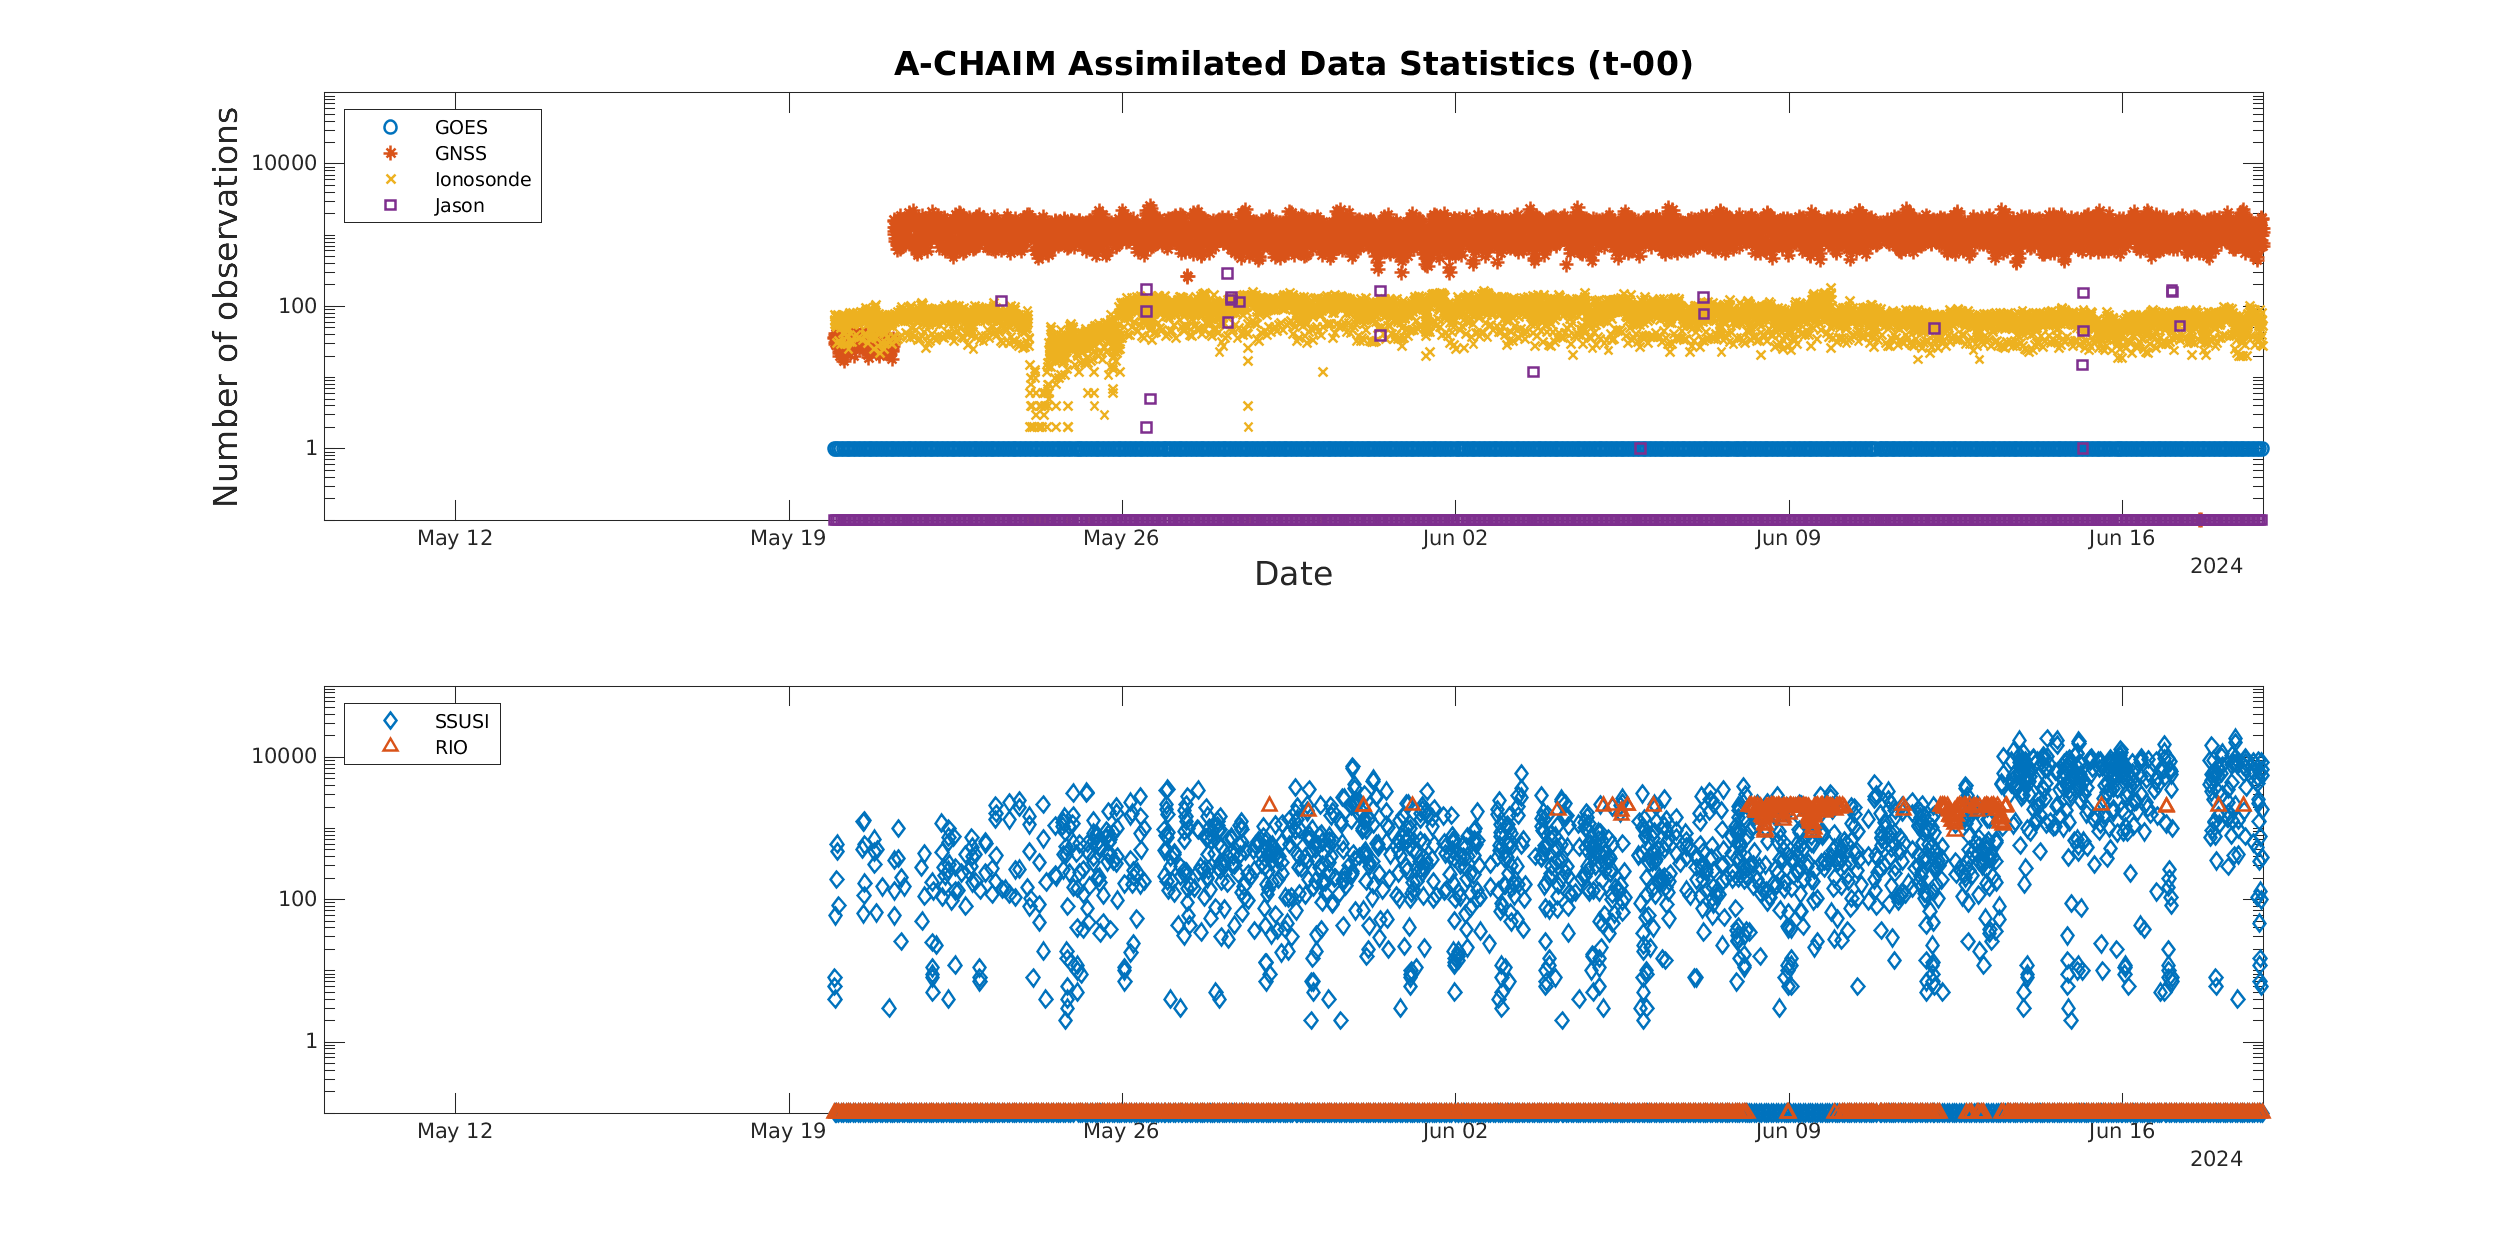 A-CHAIM Assimilated Data Statistics (t-00)
GOES
GNSS
Ionosonde
Jason
Number of observations
10000
100
1
May 12
May 19
May 26
Jun 02
Jun 09
Jun 16
2024
Date
SSUSI
RIO
10000
100
1
May 12
May 19
May 26
Jun 02
Jun 09
Jun 16
2024